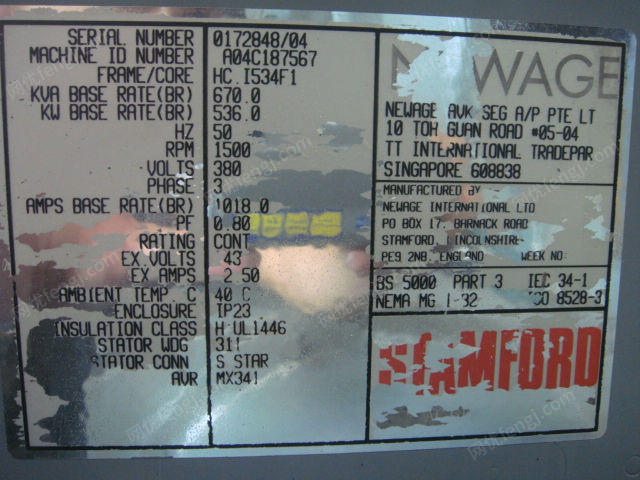 SERIAL NUMBER 0172848/04
MACHINE ID NUMBER A04C187567
FRAME/CORE HC.I534F1
KVA BASE RATE(BR) 670.0
KW BASE RATE(BR) 536.0
HZ 50
RPM 1500
VOLTS 380
PHASE 3
AMPS BASE RATE(BR) 1018.0
PF 0.80
RATING CONT
EX VOLTS 43
EX AMPS 2.50
AMBIENT TEMP C 40 C
ENCLOSURE IP23
INSULATION CLASS H UL1446
STATOR WDG 311
STATOR CONN S STAR
AVR MX341
NEWAGE
NEWAGE AVK SEG A/P PTE LT
10 TOH GUAN ROAD #05-04
TT INTERNATIONAL TRADEPAR
SINGAPORE 608838
MANUFACTURED BY
NEWAGE INTERNATIONAL LTD
PO BOX 17, BARNACK ROAD
STAMFORD, LINCOLNSHIRE
PE9 2NB, ENGLAND WEEK NO:
BS 5000 PART 3 IEC 34-1
NEMA MG 1-32 ISO 8528-3
STAMFORD